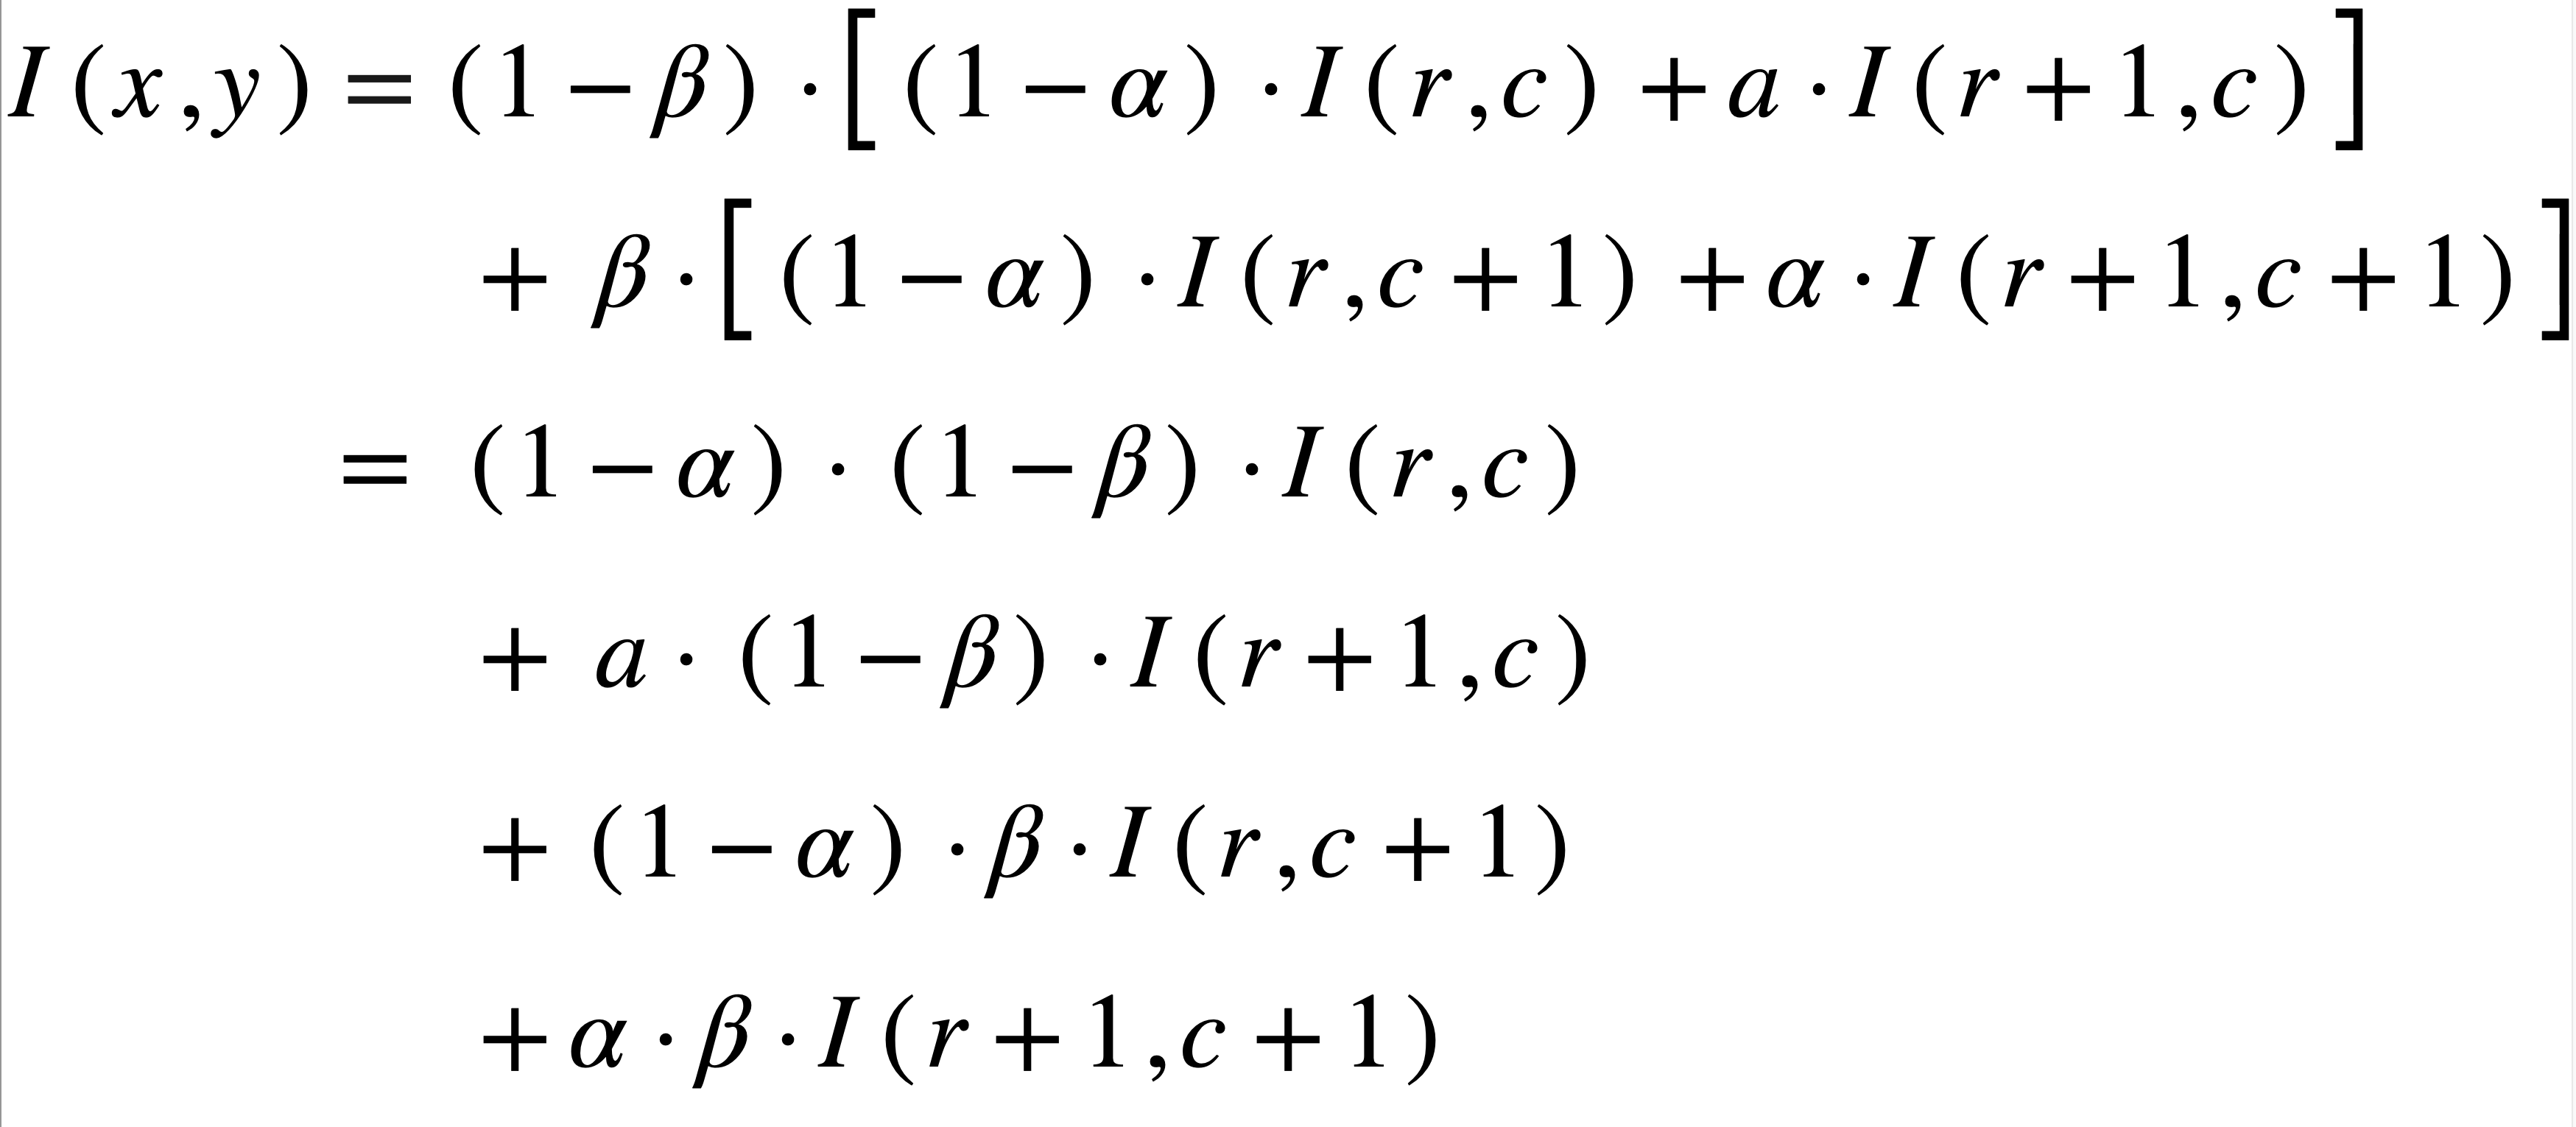 I(x,y) = (1−β) ·[(1−α) ·I(r,c) +a·I(r+1,c)]
+ β·[(1−α) ·I(r,c+1) +α·I(r+1,c+1)]
= (1−α) · (1−β) ·I(r,c)
+ a· (1−β) ·I(r+1,c)
+ (1−α) ·β·I(r,c+1)
+α·β·I(r+1,c+1)